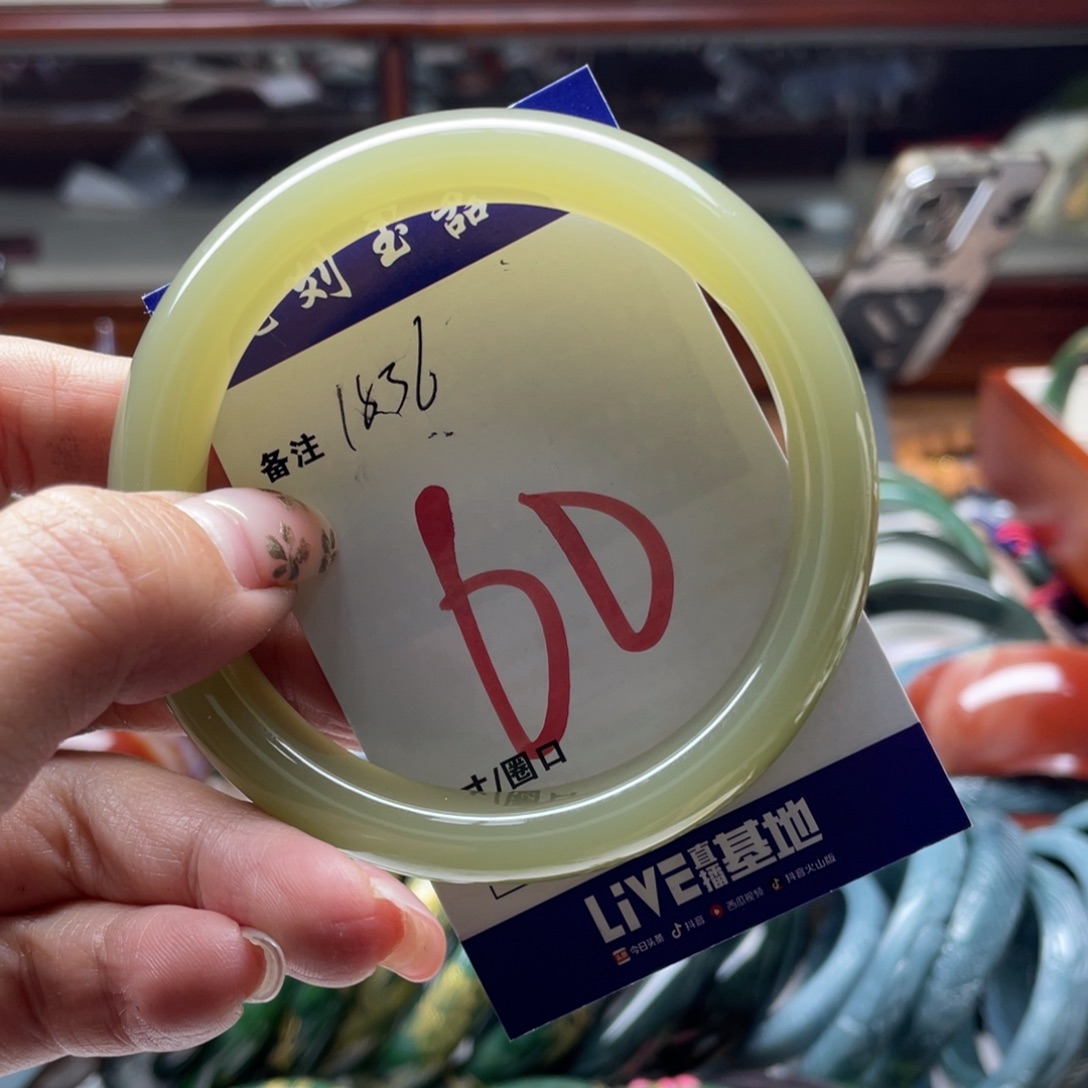 刻玉器
备注 1836
60
寸/圈口
LiVE直播基地
今日头条 抖音 西瓜视频 抖音火山版